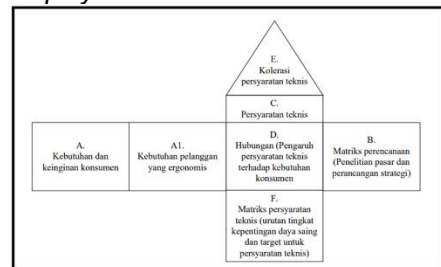 E.
Kolerasi
persyaratan teknis
C.
Persyaratan teknis
A.
Kebutuhan dan
keinginan konsumen
A1.
Kebutuhan pelanggan
yang ergonomis
D.
Hubungan (Pengaruh
persyaratan teknis
terhadap kebutuhan
konsumen
B.
Matriks perencanaan
(Penelitian pasar dan
perancangan strategi)
F.
Matriks persyaratan
teknis (urutan tingkat
kepentingan daya saing
dan target untuk
persyaratan teknis)